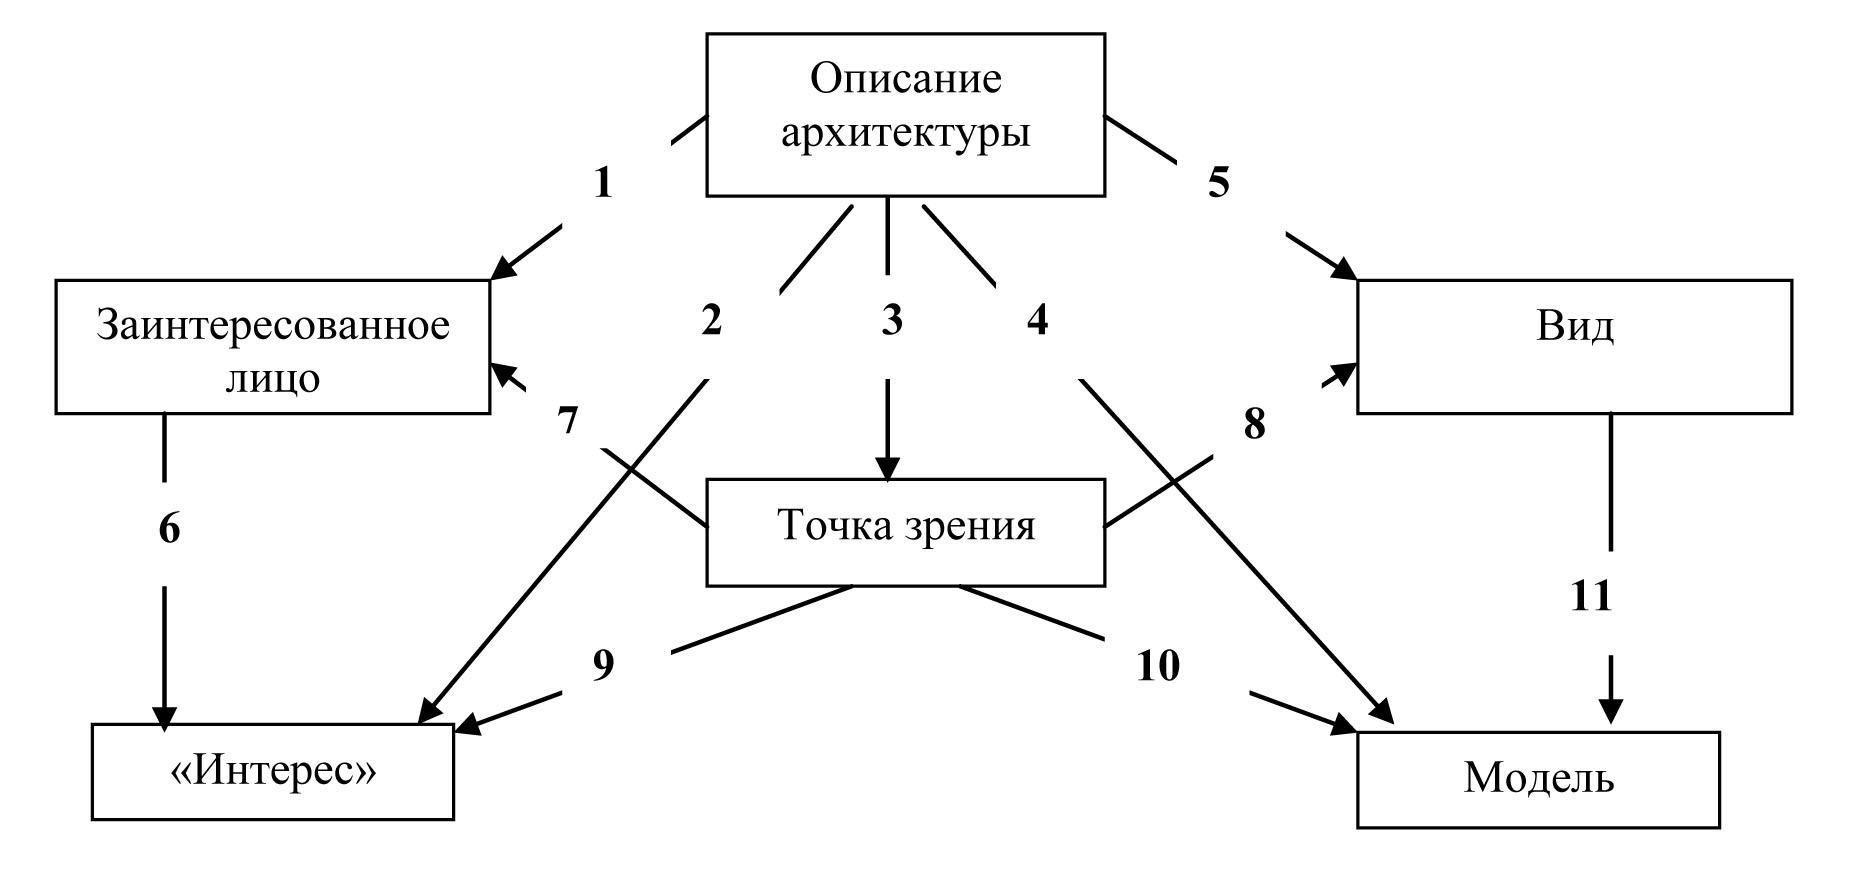 Описание
архитектуры
1
5
Заинтересованное
лицо
2
3
4
Вид
7
8
6
Точка зрения
11
9
10
«Интерес»
Модель